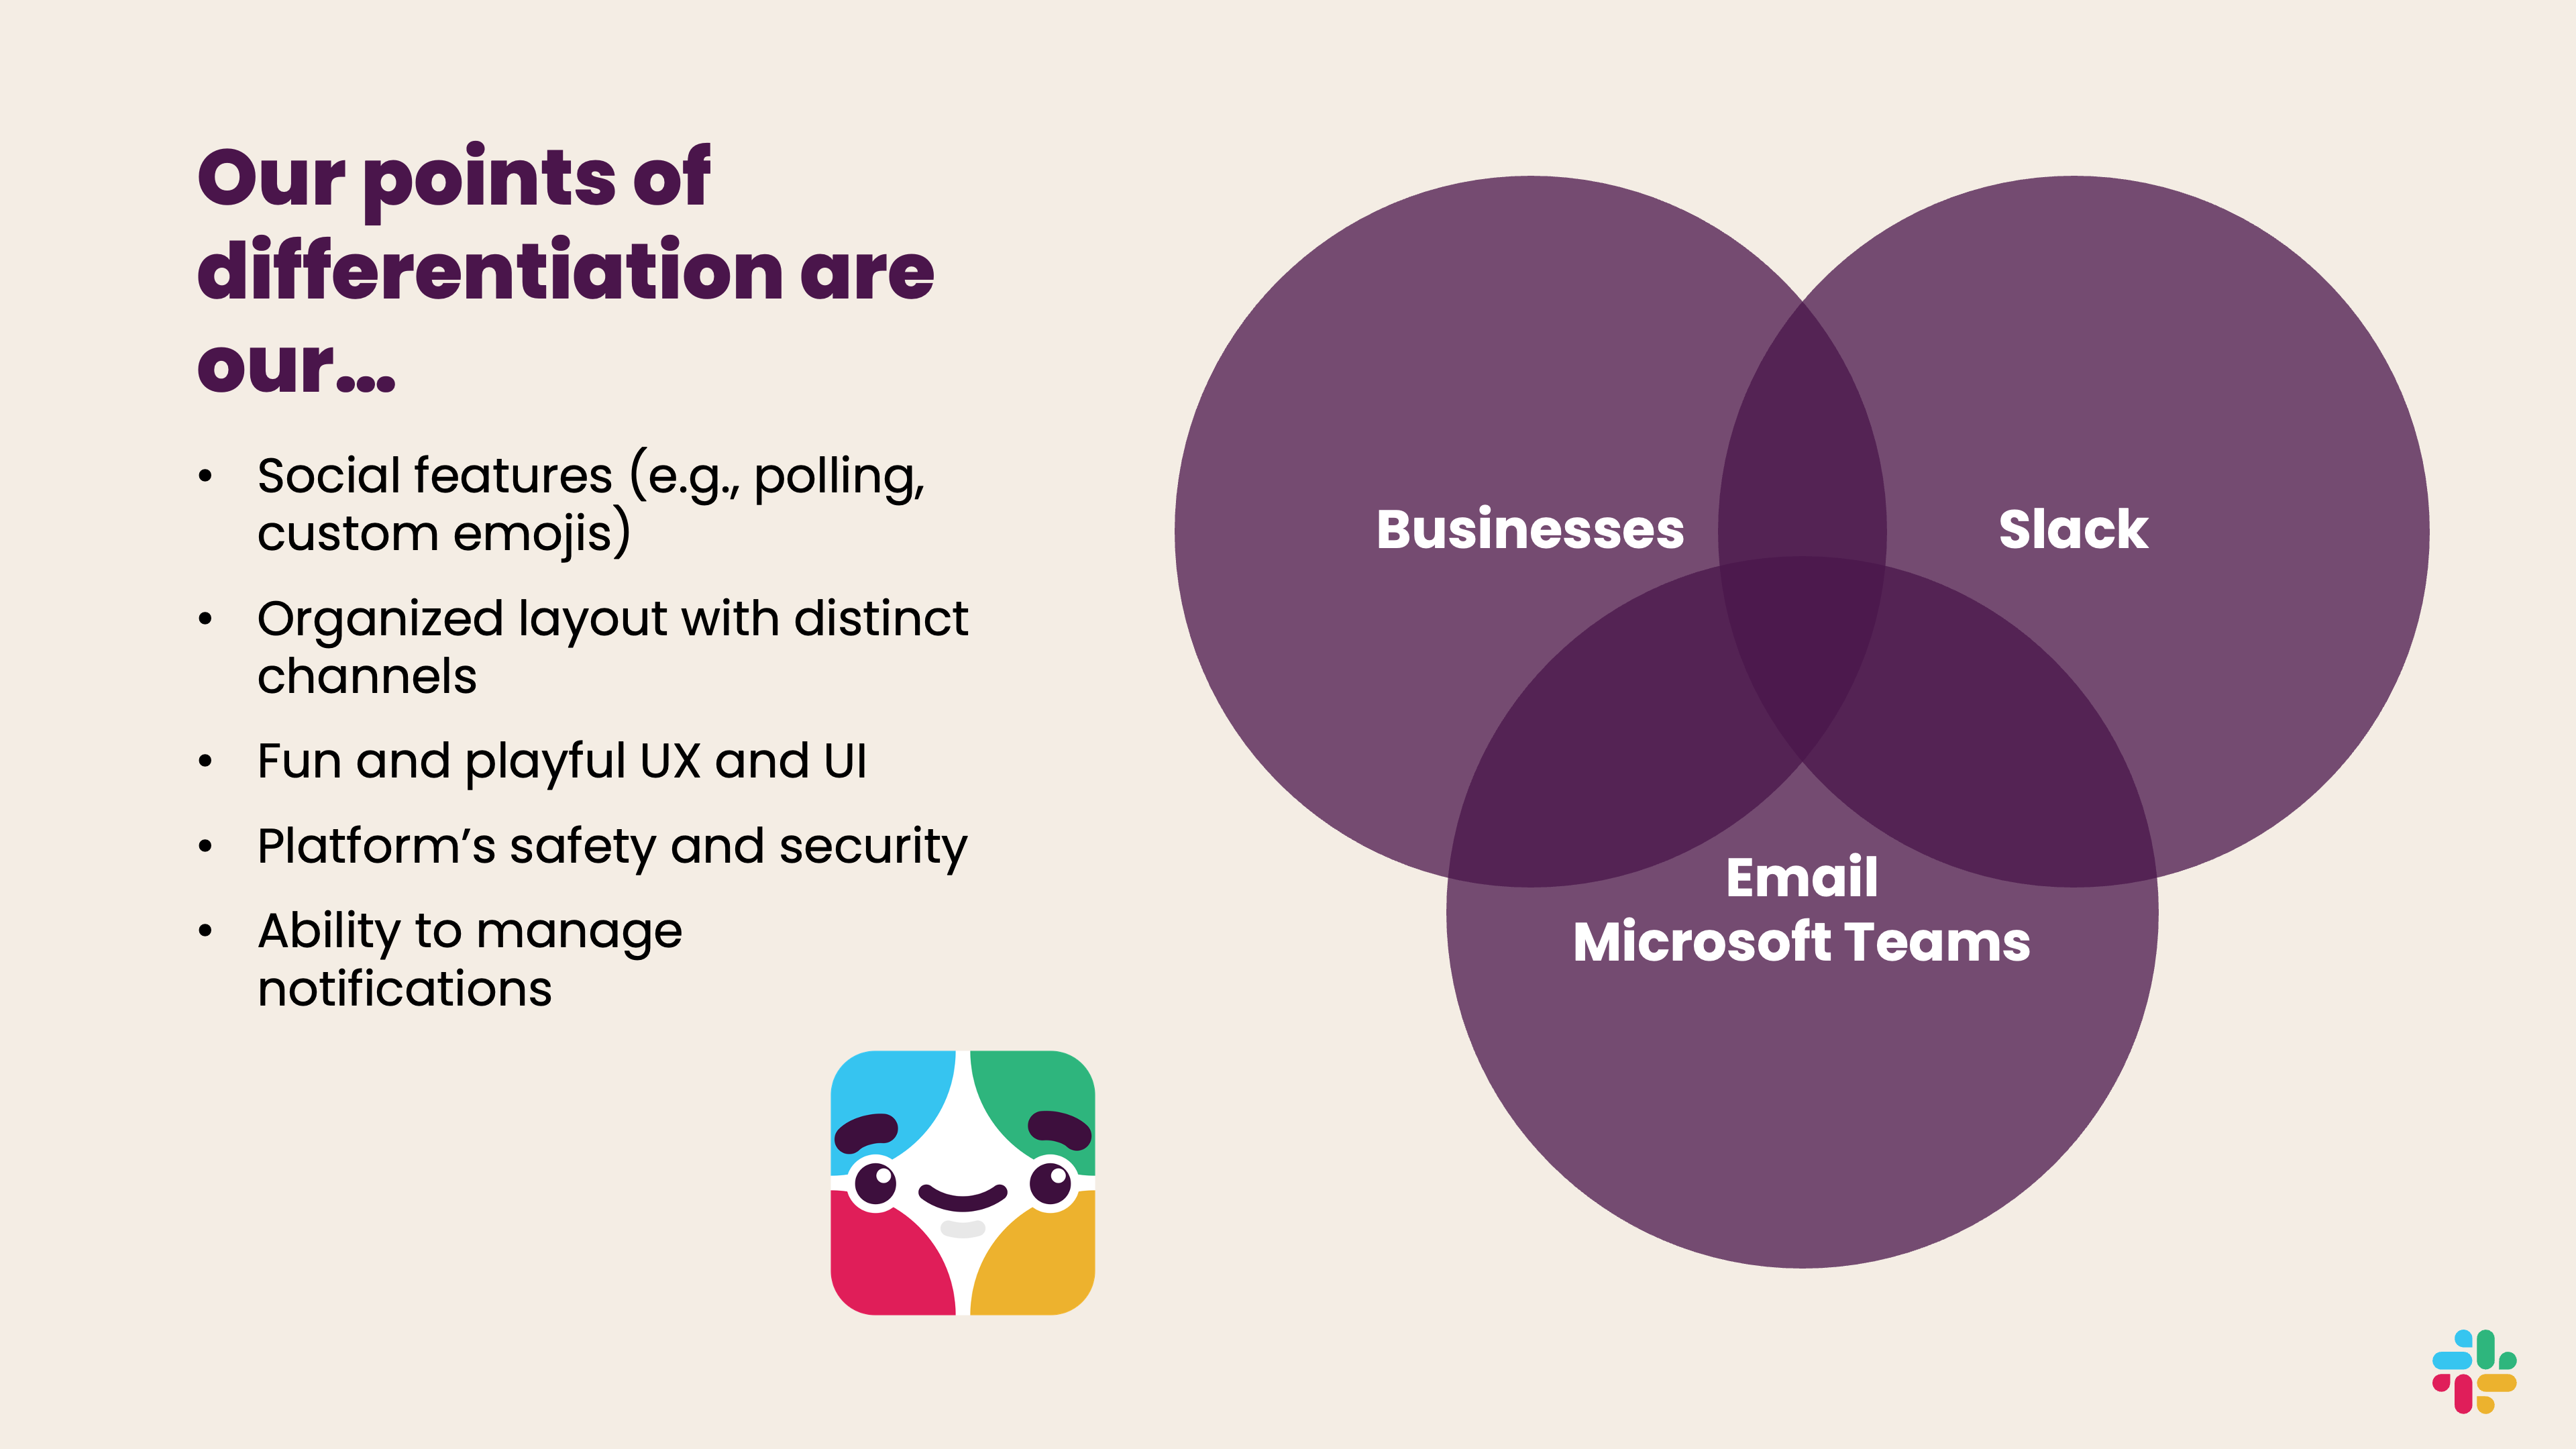 Our points of
differentiation are
our...
• Social features (e.g., polling,
custom emojis)
• Organized layout with distinct
channels
• Fun and playful UX and UI
• Platform’s safety and security
• Ability to manage
notifications
Businesses
Slack
Email
Microsoft Teams